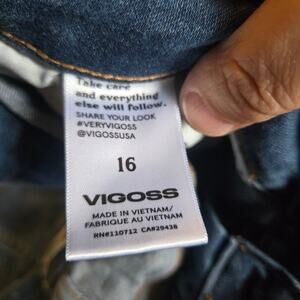 Take care
and everything
else will follow.
SHARE YOUR LOOK
#VERYVIGOSS
@VIGOSSUSA
16
VIGOSS
MADE IN VIETNAM/
FABRIQUE AU VIETNAM
RN#110712 CA#29438